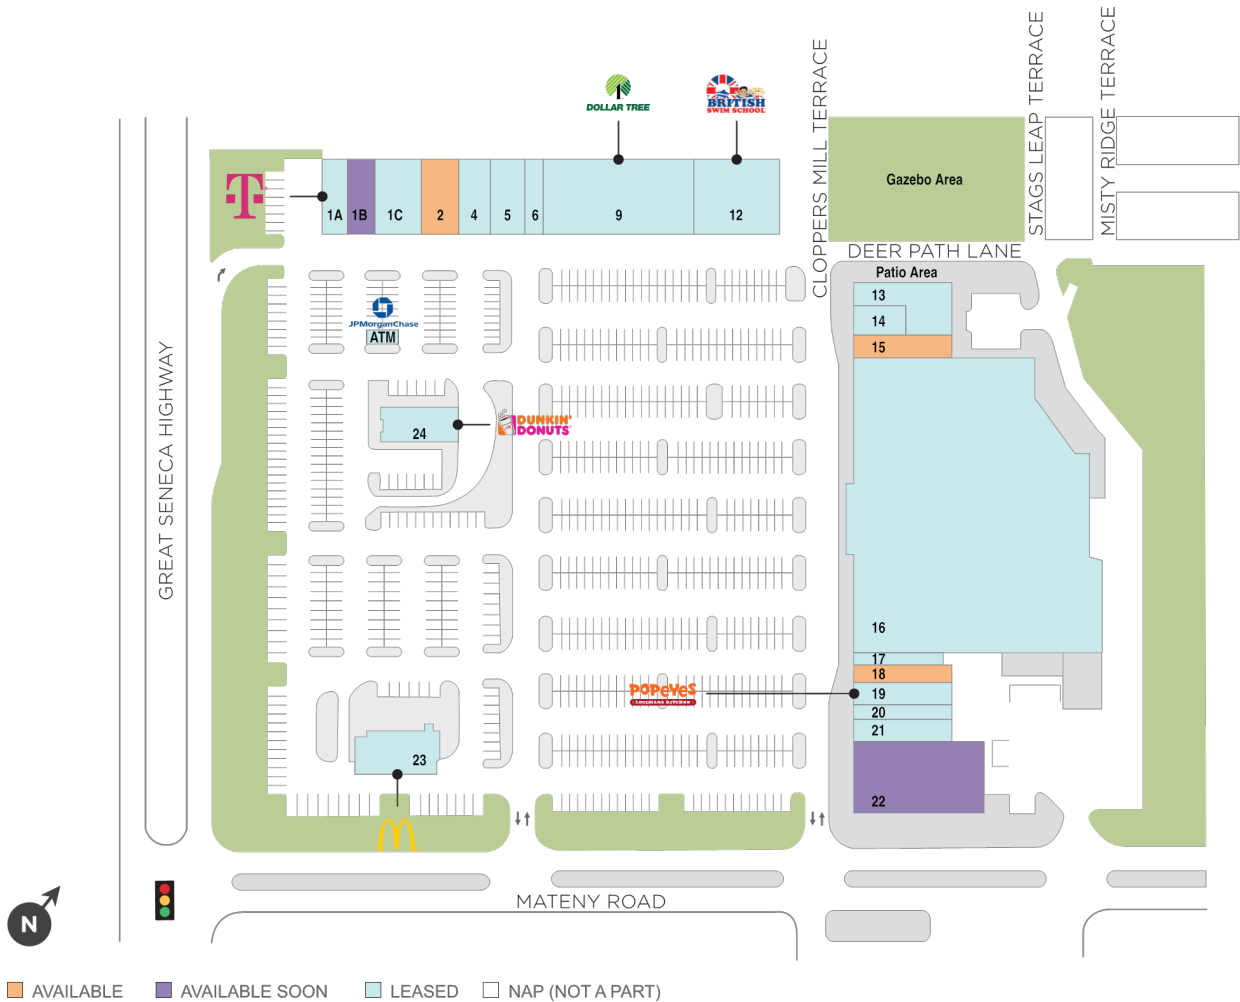 CLOPPERS MILL TERRACE
STAGS LEAP TERRACE
MISTY RIDGE TERRACE
DOLLAR TREE
BRITISH
SWIM SCHOOL
T
1A
1B
1C
2
4
5
6
9
12
Gazebo Area
DEER PATH LANE
Patio Area
13
14
15
JPMorganChase
ATM
GREAT SENECA HIGHWAY
24
DUNKIN'
DONUTS
16
17
18
POPEYES
LOUISIANA KITCHEN
19
20
21
23
22
M
MATENY ROAD
N
AVAILABLE
AVAILABLE SOON
LEASED
NAP (NOT A PART)